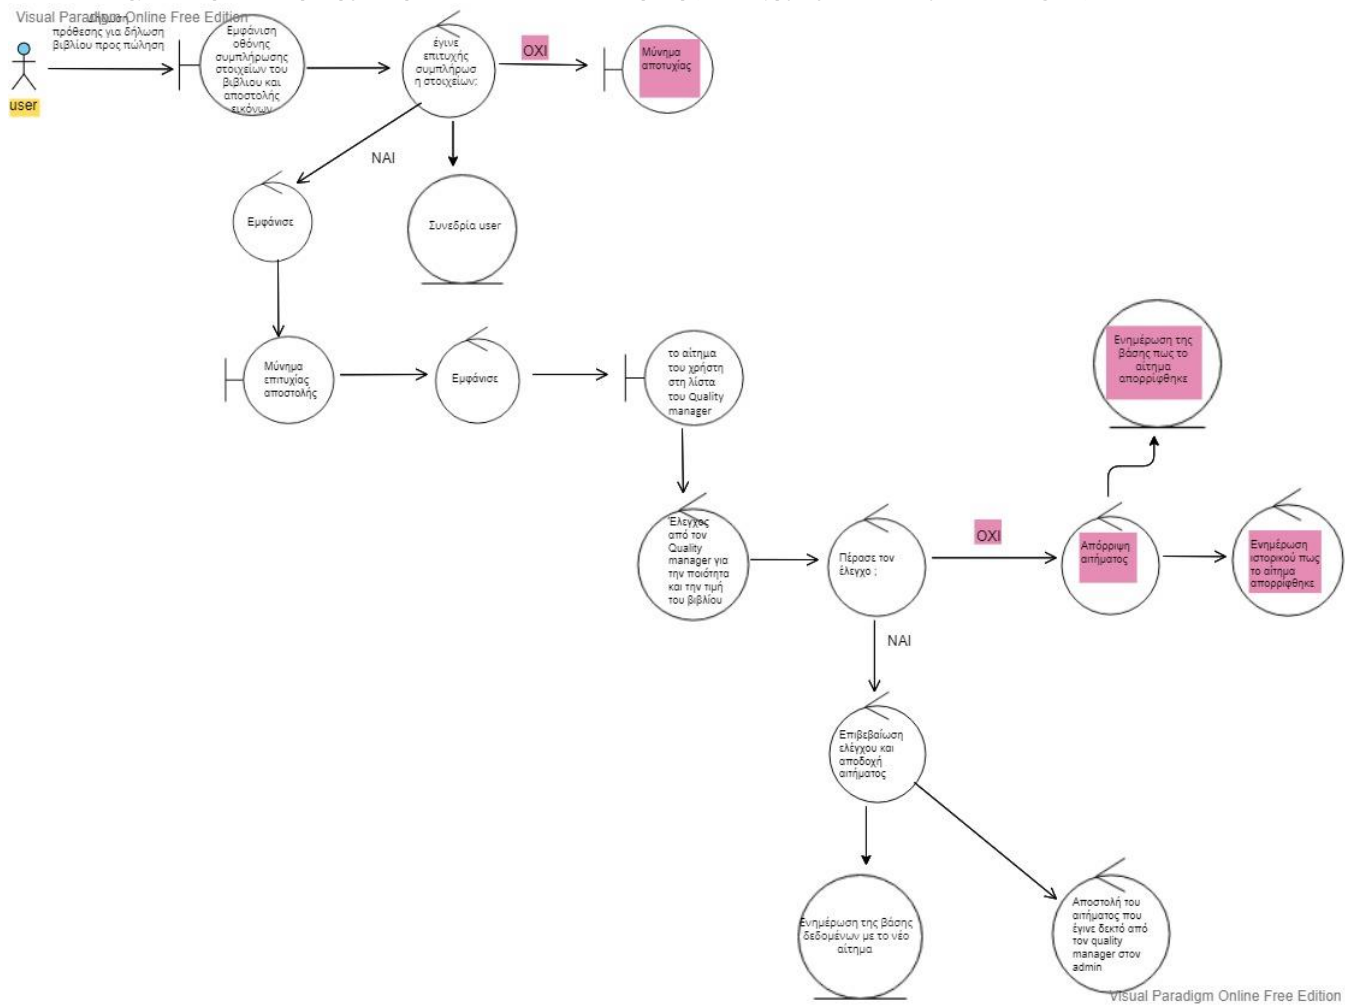 Visual Paradigm Online Free Edition
Δήλωση
πρόθεσης για δήλωση
βιβλίου προς πώληση
user
Εμφάνιση
οθόνης
συμπλήρωσης
στοιχείων του
βιβλιου και
αποστολής
εικόνων
έγινε
επιτυχής
συμπλήρωσ
η στοιχείων;
ΟΧΙ
Μύνημα
αποτυχίας
ΝΑΙ
Εμφάνισε
Συνεδρία user
Μύνημα
επιτυχίας
αποστολής
Εμφάνισε
το αίτημα
του χρήστη
στη λίστα
του Quality
manager
Ενημέρωση της
βάσης πως το
αίτημα
απορρίφθηκε
Έλεγχος
από τον
Quality
manager για
την ποιότητα
και την τιμή
του βιβλίου
Πέρασε τον
έλεγχο ;
ΟΧΙ
Απόρριψη
αιτήματος
Ενημέρωση
ιστορικού πως
το αίτημα
απορρίφθηκε
ΝΑΙ
Επιβεβαίωση
ελέγχου και
αποδοχή
αιτήματος
Ενημέρωση της βάσης
δεδομένων με το νέο
αίτημα
Αποστολή του
αιτήματος που
έγινε δεκτό από
τον quality
manager στον
admin
Visual Paradigm Online Free Edition